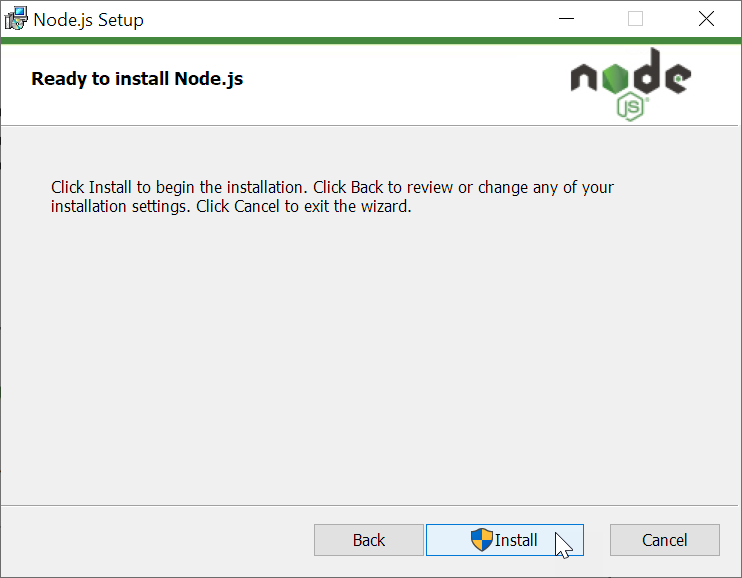 Node.js Setup
Ready to install Node.js
node
JS
Click Install to begin the installation. Click Back to review or change any of your
installation settings. Click Cancel to exit the wizard.
Back
Install
Cancel